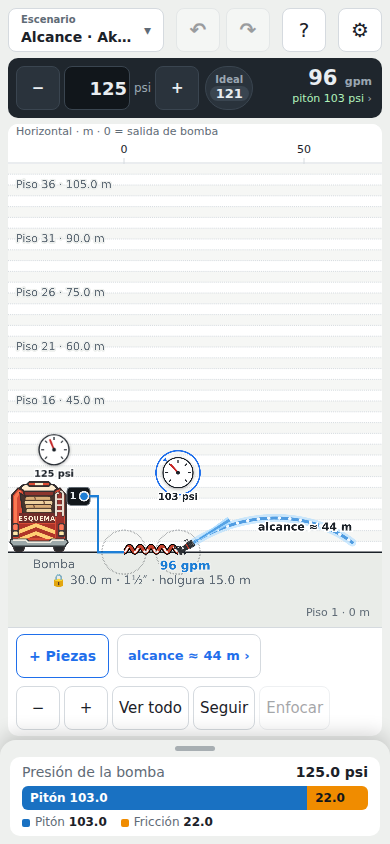 Escenario
Alcance · Ak… ▼
↶
↷
?
⚙
−
125 psi
+
Ideal
121
96 gpm
pitón 103 psi ›
Horizontal · m · 0 = salida de bomba
0
50
Piso 36 · 105.0 m
Piso 31 · 90.0 m
Piso 26 · 75.0 m
Piso 21 · 60.0 m
Piso 16 · 45.0 m
125 psi
103 psi
1
ESQUEMA
alcance ≈ 44 m
Bomba
96 gpm
🔒 30.0 m · 1½″ · holgura 15.0 m
Piso 1 · 0 m
+ Piezas
alcance ≈ 44 m ›
−
+
Ver todo
Seguir
Enfocar
Presión de la bomba
125.0 psi
Pitón 103.0
22.0
Pitón 103.0
Fricción 22.0